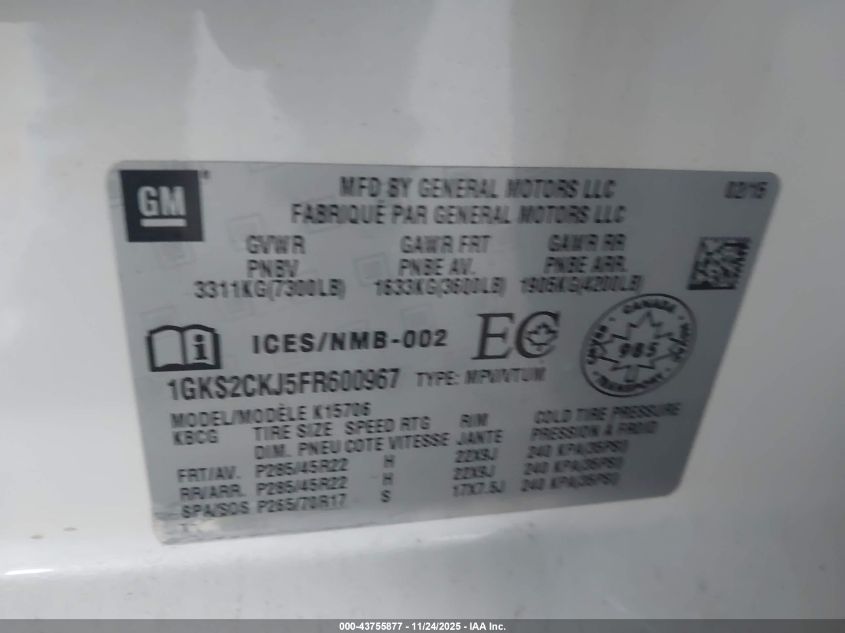 GM
MFD BY GENERAL MOTORS LLC 02/15
FABRIQUÉ PAR GENERAL MOTORS LLC
GVWR GAWR FRT GAWR RR
PNBV PNBE AV. PNBE ARR.
3311KG(7300LB) 1633KG(3600LB) 1905KG(4200LB)
ICES/NMB-002 EC
CANADA
985
TRANSPORT
1GKS2CKJ5FR600967 TYPE: MPV/VTUM
MODEL/MODÈLE K15706
KBCG TIRE SIZE SPEED RTG RIM COLD TIRE PRESSURE
DIM. PNEU COTE VITESSE JANTE PRESSION À FROID
FRT/AV. P285/45R22 H 22X9J 240 KPA(35PSI)
RR/ARR. P285/45R22 H 22X9J 240 KPA(35PSI)
SPA/SOS P265/70R17 S 17X7.5J 240 KPA(35PSI)
000-43755877 - 11/24/2025 - IAA Inc.